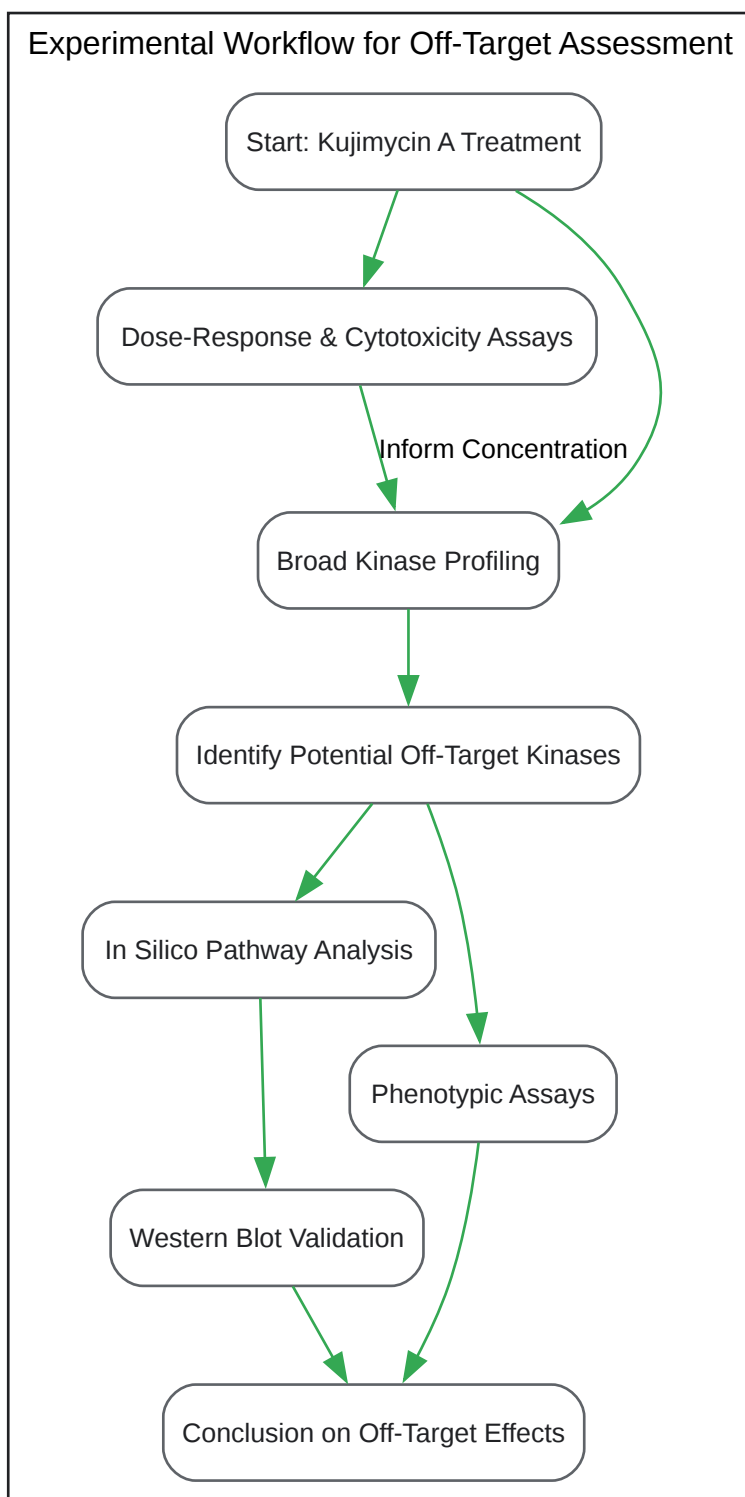 Experimental Workflow for Off-Target Assessment
Start: Kujimycin A Treatment
Dose-Response & Cytotoxicity Assays
Inform Concentration
Broad Kinase Profiling
Identify Potential Off-Target Kinases
In Silico Pathway Analysis
Phenotypic Assays
Western Blot Validation
Conclusion on Off-Target Effects